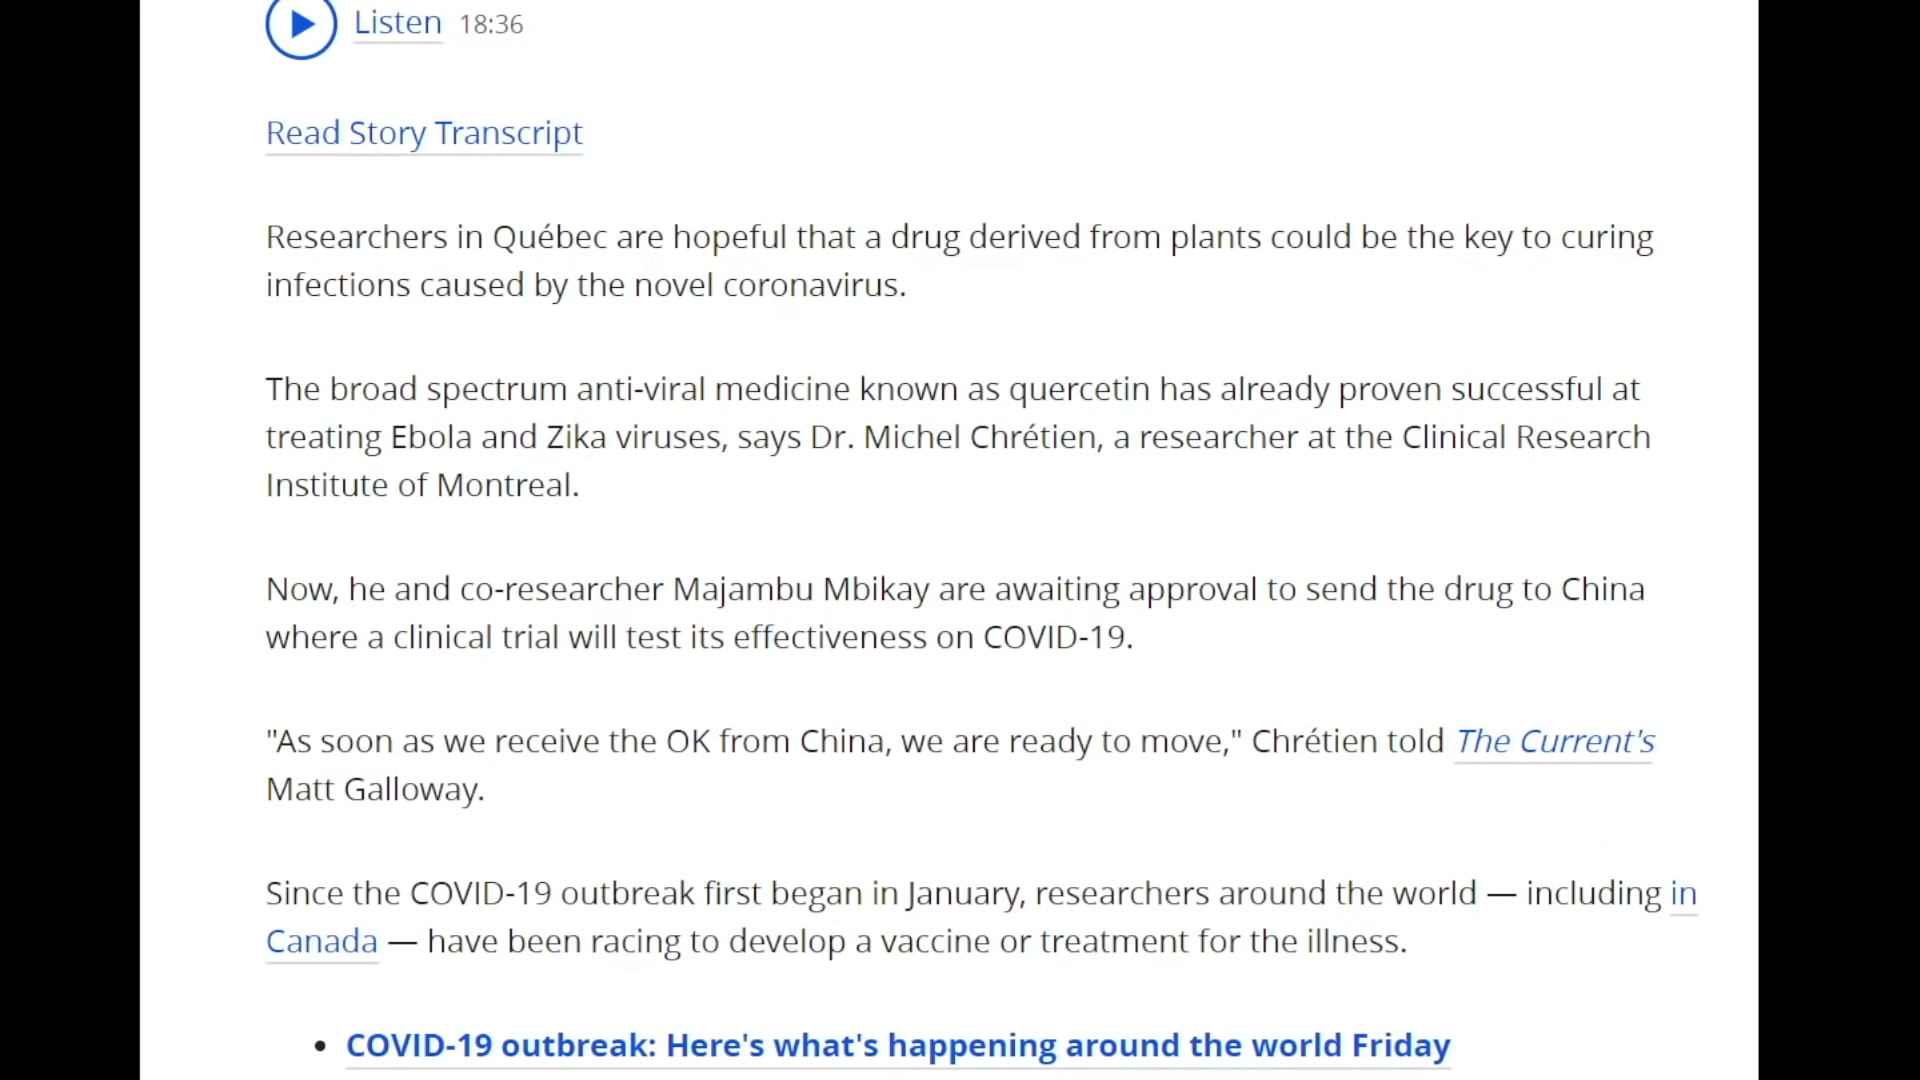 Listen 18:36
Read Story Transcript
Researchers in Québec are hopeful that a drug derived from plants could be the key to curing
infections caused by the novel coronavirus.
The broad spectrum anti-viral medicine known as quercetin has already proven successful at
treating Ebola and Zika viruses, says Dr. Michel Chrétien, a researcher at the Clinical Research
Institute of Montreal.
Now, he and co-researcher Majambu Mbikay are awaiting approval to send the drug to China
where a clinical trial will test its effectiveness on COVID-19.
"As soon as we receive the OK from China, we are ready to move," Chrétien told The Current's
Matt Galloway.
Since the COVID-19 outbreak first began in January, researchers around the world — including in
Canada — have been racing to develop a vaccine or treatment for the illness.
• COVID-19 outbreak: Here's what's happening around the world Friday